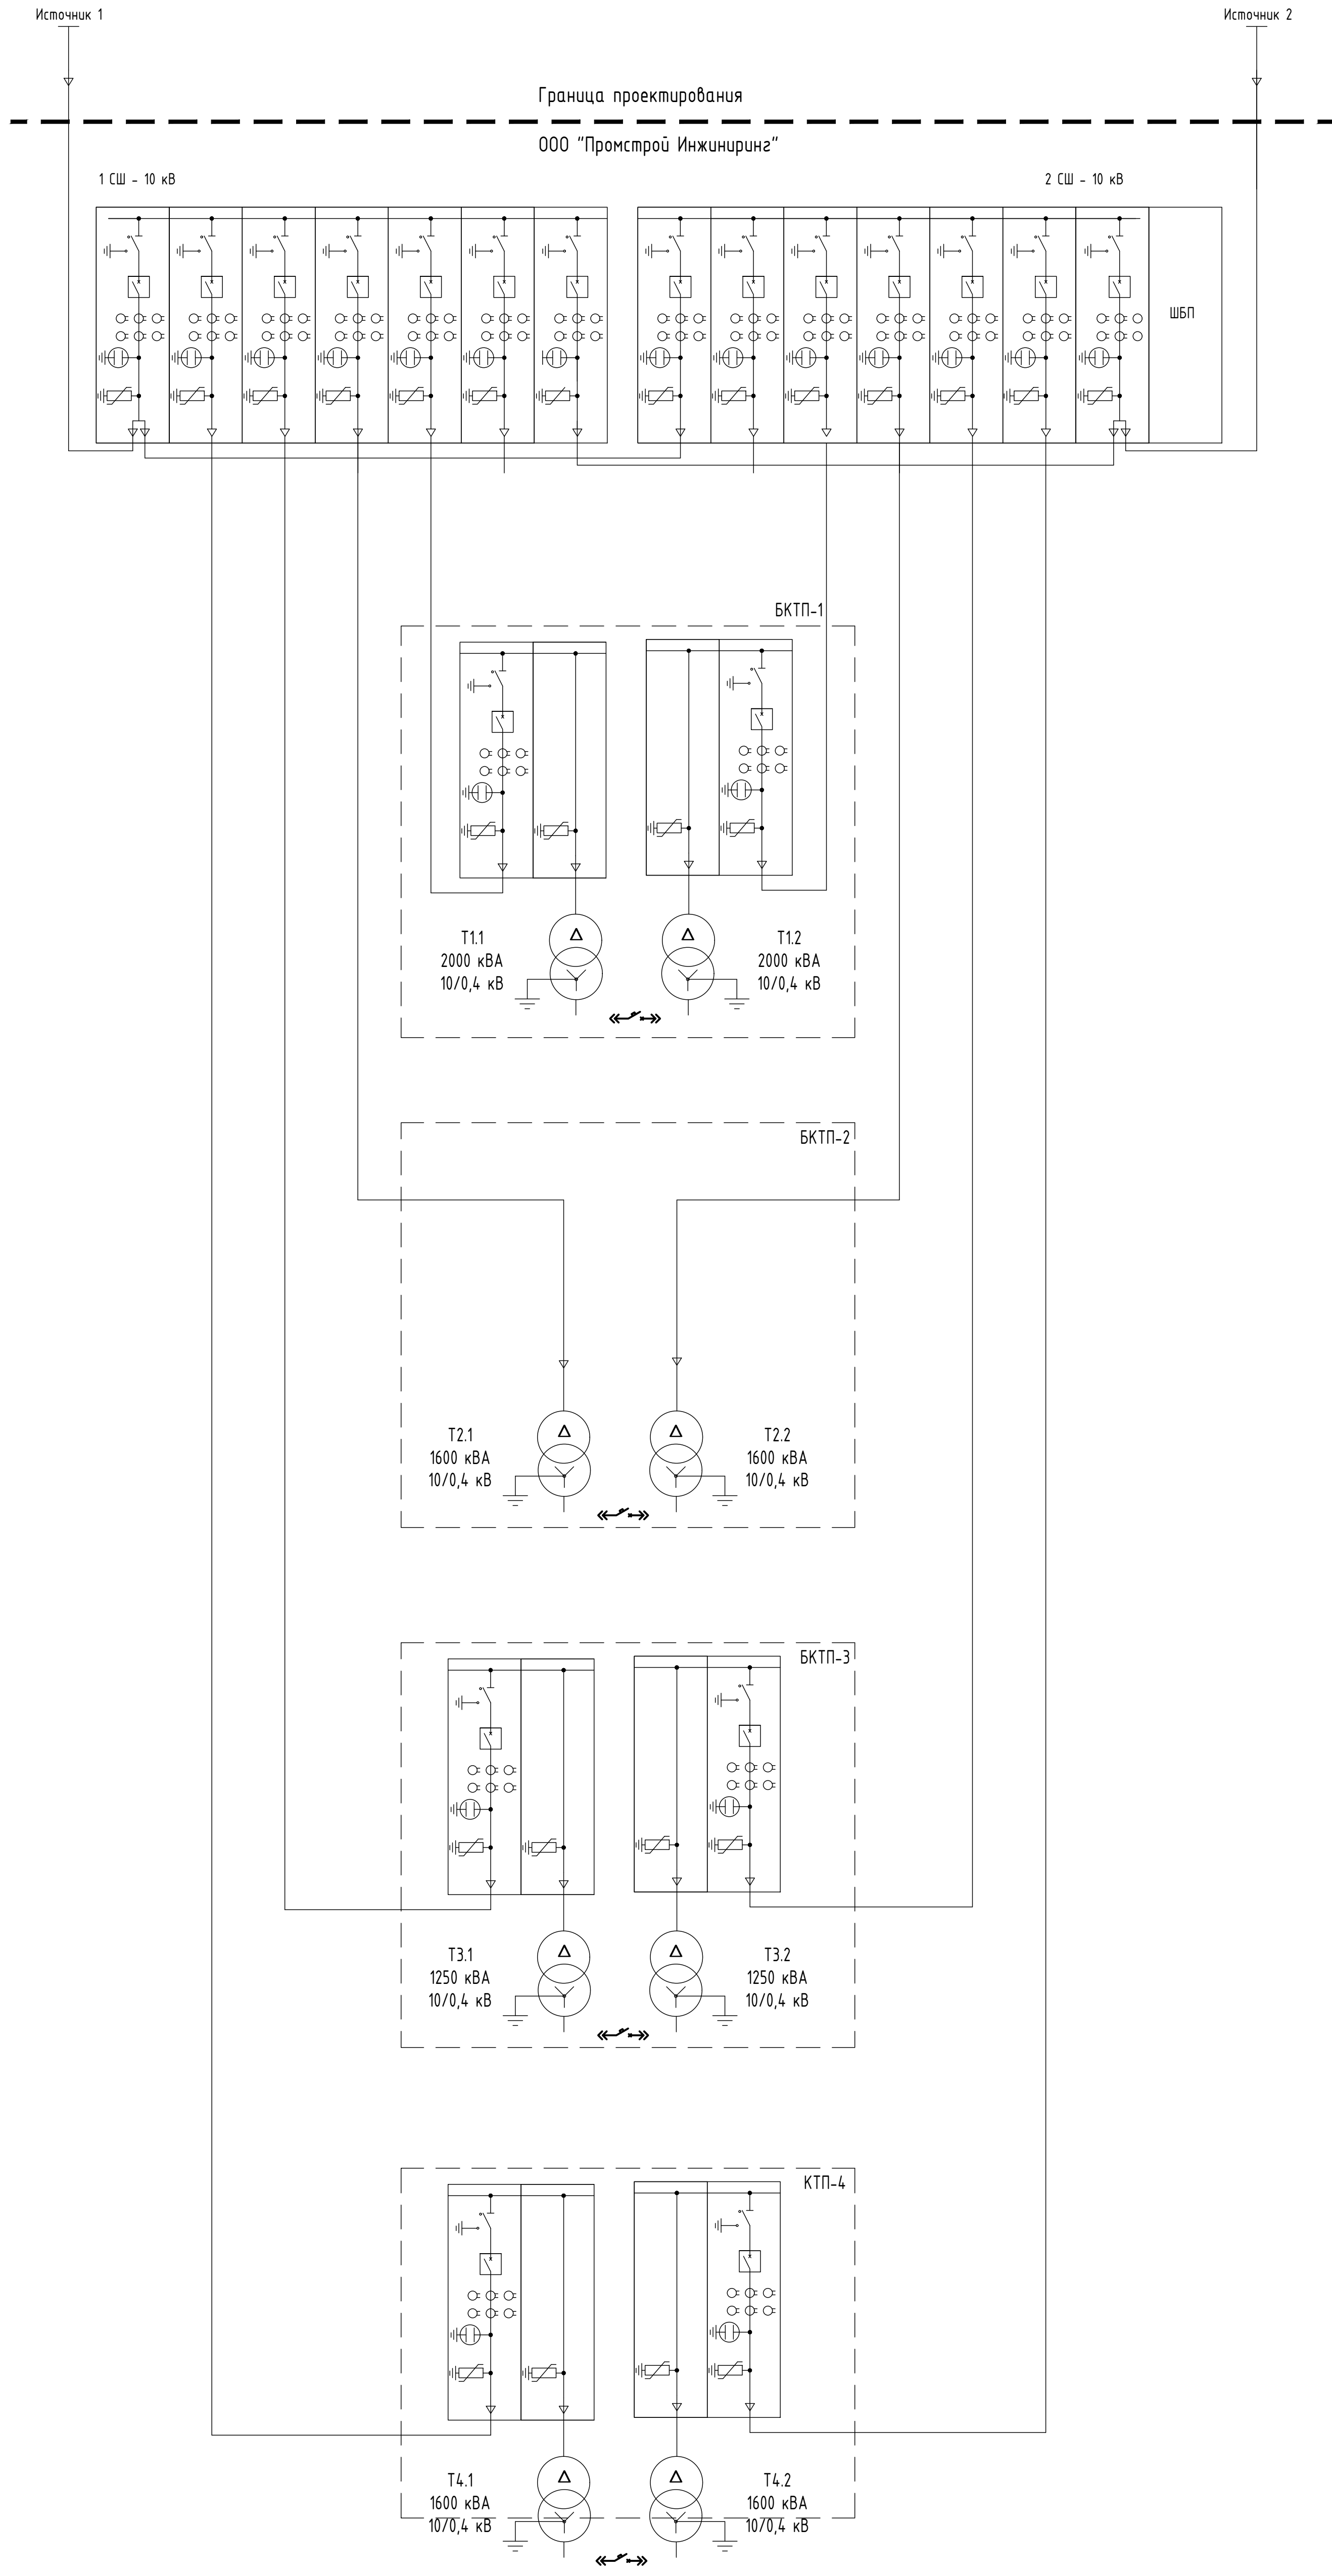 Источник 1
Источник 2
Граница проектирования
ООО "Промстрой Инжиниринг"
1 СШ - 10 кВ
2 СШ - 10 кВ
ШБП
БКТП-1
Т1.1
2000 кВА
10/0,4 кВ
Т1.2
2000 кВА
10/0,4 кВ
БКТП-2
Т2.1
1600 кВА
10/0,4 кВ
Т2.2
1600 кВА
10/0,4 кВ
БКТП-3
Т3.1
1250 кВА
10/0,4 кВ
Т3.2
1250 кВА
10/0,4 кВ
КТП-4
Т4.1
1600 кВА
10/0,4 кВ
Т4.2
1600 кВА
10/0,4 кВ